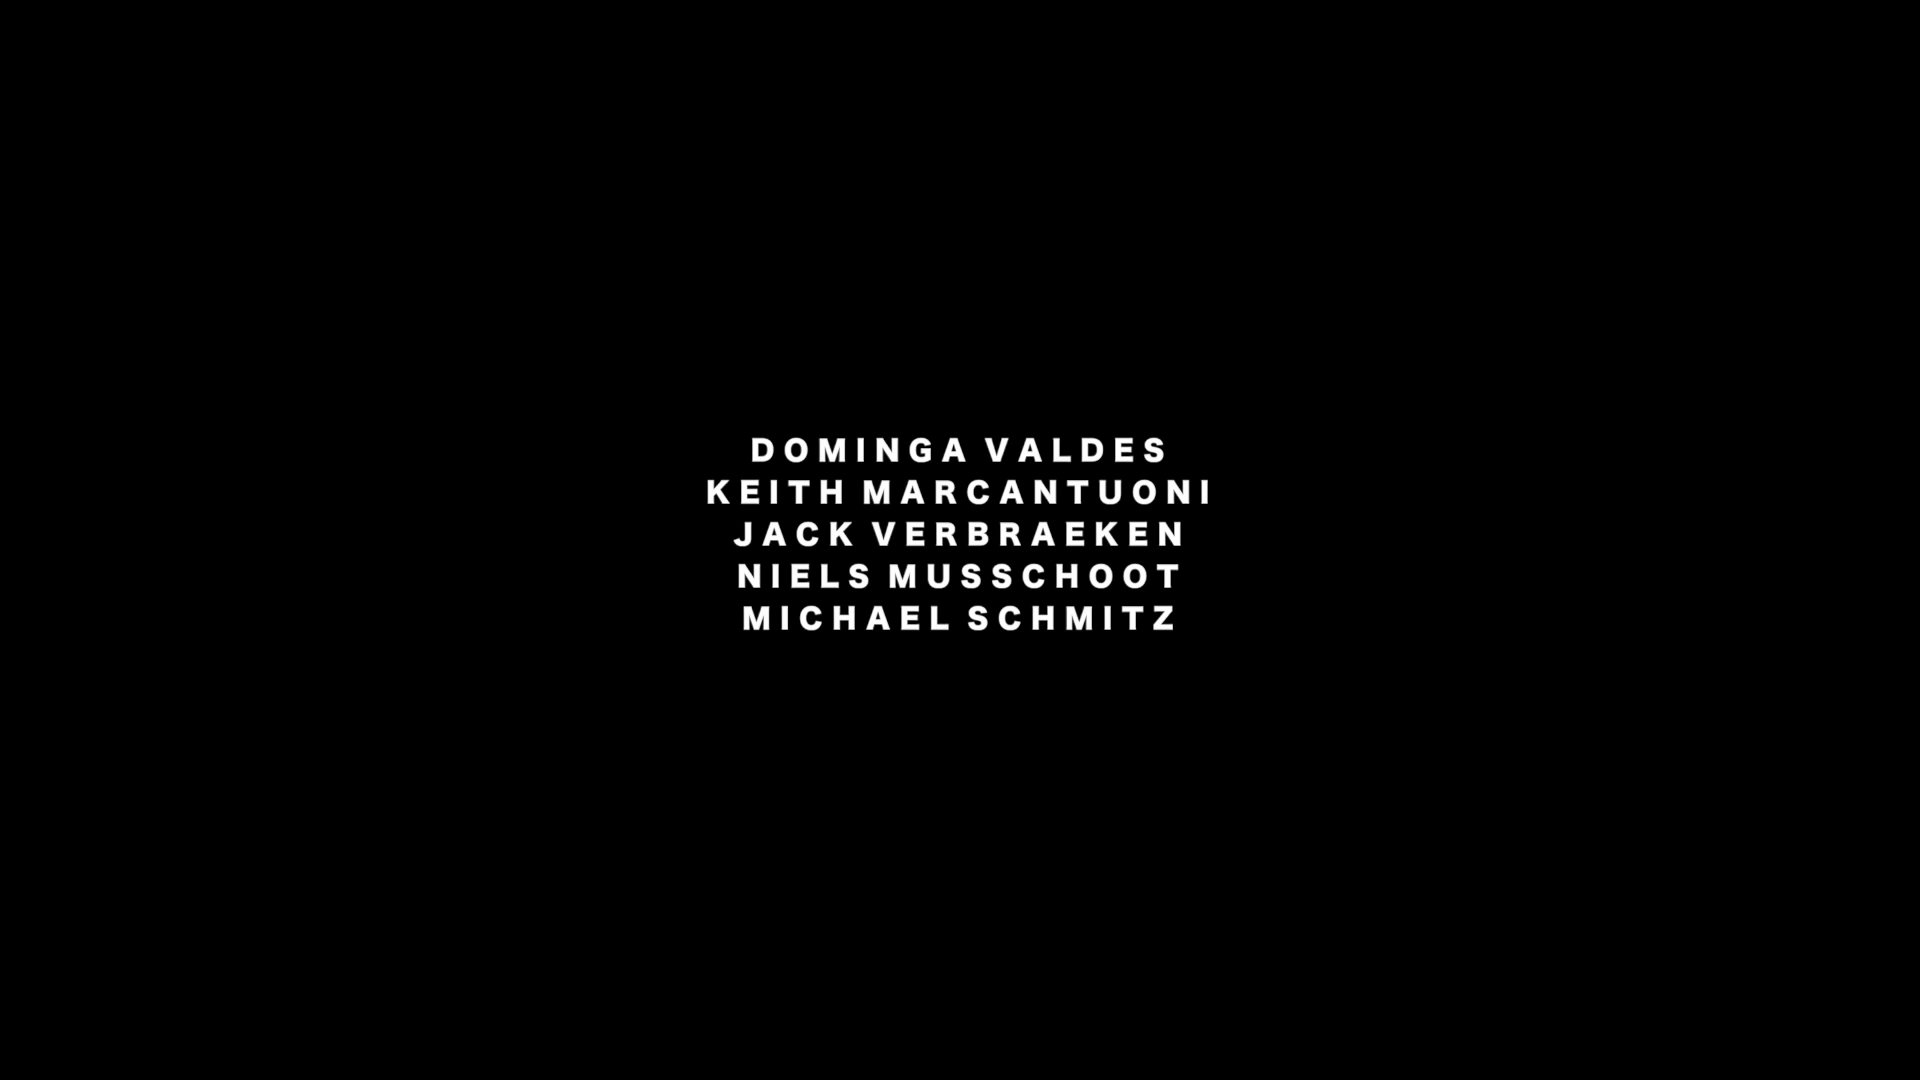 DOMINGA VALDES
KEITH MARCANTUONI
JACK VERBRAEKEN
NIELS MUSSCHOOT
MICHAEL SCHMITZ